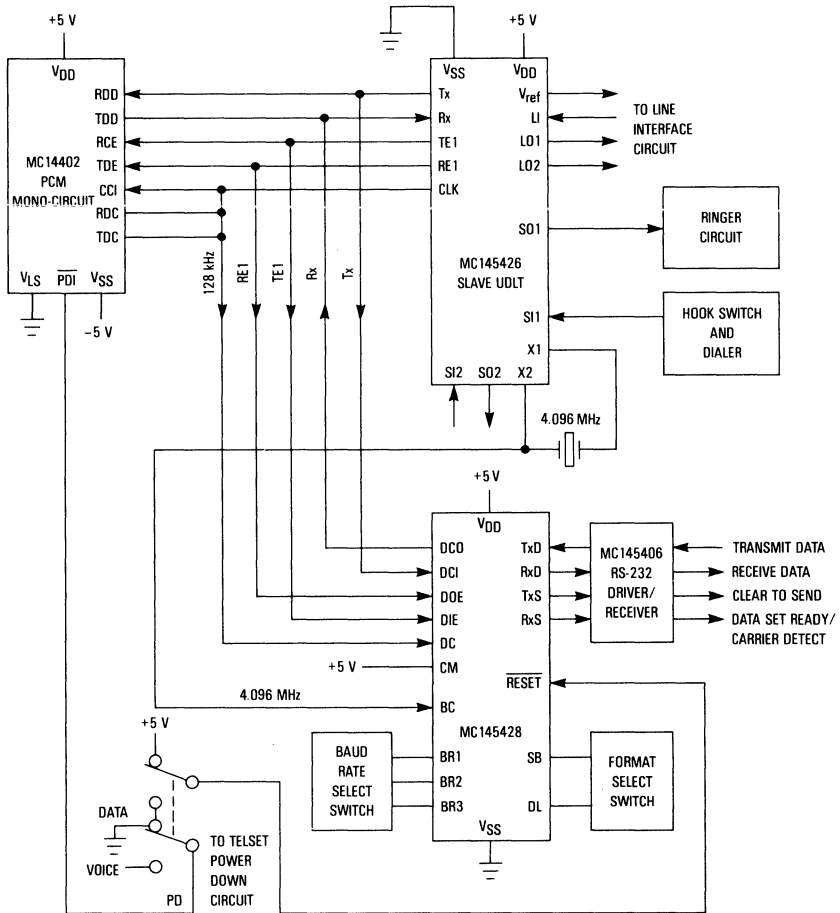 +5 V
+5 V
VDD
VSS
VDD
RDD
TDD
RCE
TDE
CCI
RDC
TDC
MC14402
PCM
MONO-CIRCUIT
VLS
PDI
VSS
-5 V
Tx
Rx
TE1
RE1
CLK
Vref
LI
LO1
LO2
TO LINE
INTERFACE
CIRCUIT
SO1
RINGER
CIRCUIT
MC145426
SLAVE UDLT
SI1
HOOK SWITCH
AND
DIALER
X1
SI2
SO2
X2
128 kHz
RE1
TE1
Rx
Tx
4.096 MHz
+5 V
VDD
DCO
DCI
DOE
DIE
DC
+5 V
CM
4.096 MHz
BC
TxD
RxD
TxS
RxS
MC145406
RS-232
DRIVER/
RECEIVER
TRANSMIT DATA
RECEIVE DATA
CLEAR TO SEND
DATA SET READY/
CARRIER DETECT
RESET
MC145428
BAUD
RATE
SELECT
SWITCH
BR1
BR2
BR3
SB
DL
FORMAT
SELECT
SWITCH
VSS
+5 V
DATA
VOICE
TO TELSET
POWER
DOWN
CIRCUIT
PD